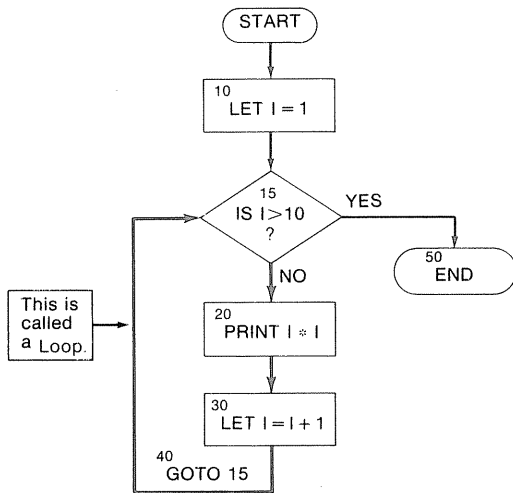 START
10
LET I = 1
15
IS I > 10
?
YES
50
END
NO
20
PRINT I * I
This is
called
a Loop.
30
LET I = I + 1
40
GOTO 15